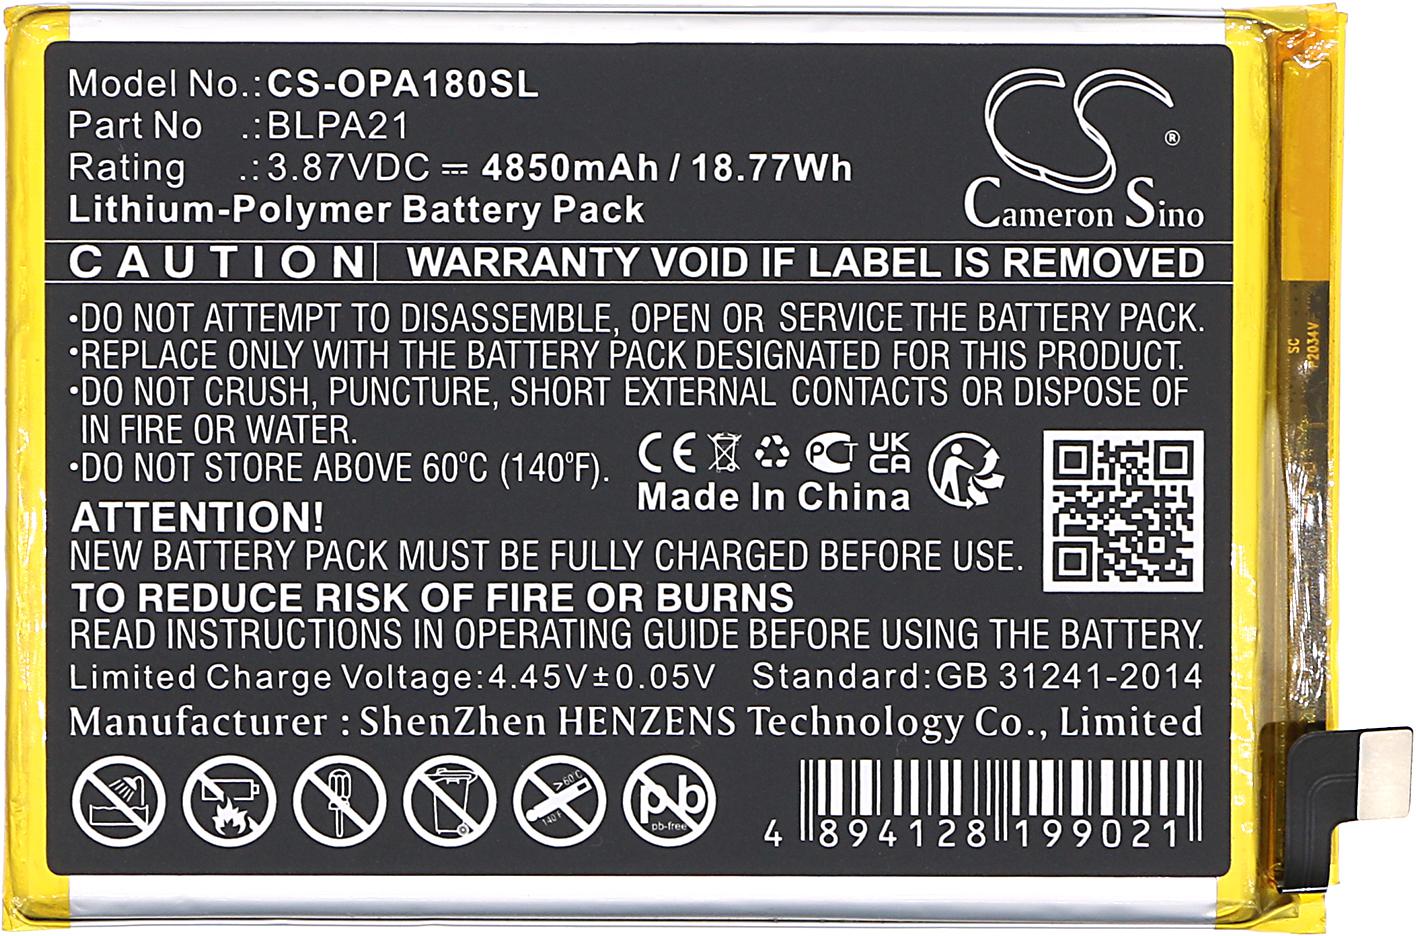 Model No.:CS-OPA180SL
Part No .:BLPA21
Rating .:3.87VDC ⎓ 4850mAh / 18.77Wh
Lithium-Polymer Battery Pack
®
Cameron Sino
CAUTION WARRANTY VOID IF LABEL IS REMOVED
•DO NOT ATTEMPT TO DISASSEMBLE, OPEN OR SERVICE THE BATTERY PACK.
•REPLACE ONLY WITH THE BATTERY PACK DESIGNATED FOR THIS PRODUCT.
•DO NOT CRUSH, PUNCTURE, SHORT EXTERNAL CONTACTS OR DISPOSE OF
IN FIRE OR WATER.
•DO NOT STORE ABOVE 60°C (140°F).
CE PCT UK
CA
Made In China
ATTENTION!
NEW BATTERY PACK MUST BE FULLY CHARGED BEFORE USE.
TO REDUCE RISK OF FIRE OR BURNS
READ INSTRUCTIONS IN OPERATING GUIDE BEFORE USING THE BATTERY.
Limited Charge Voltage:4.45V±0.05V Standard:GB 31241-2014
Manufacturer : ShenZhen HENZENS Technology Co., Limited
>60°C
140°F
pb
pb-free
4 894128 199021
SC